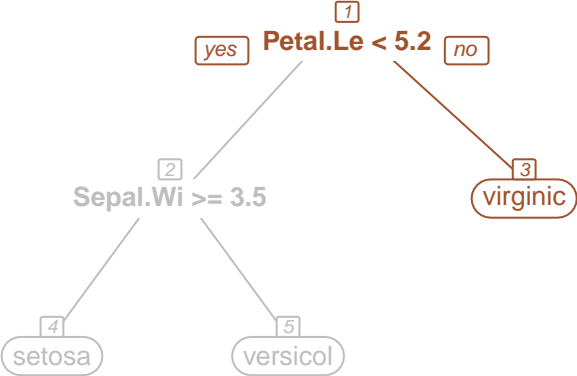 1
yes Petal.Le < 5.2 no
2
Sepal.Wi >= 3.5
3
virginic
4
setosa
5
versicol